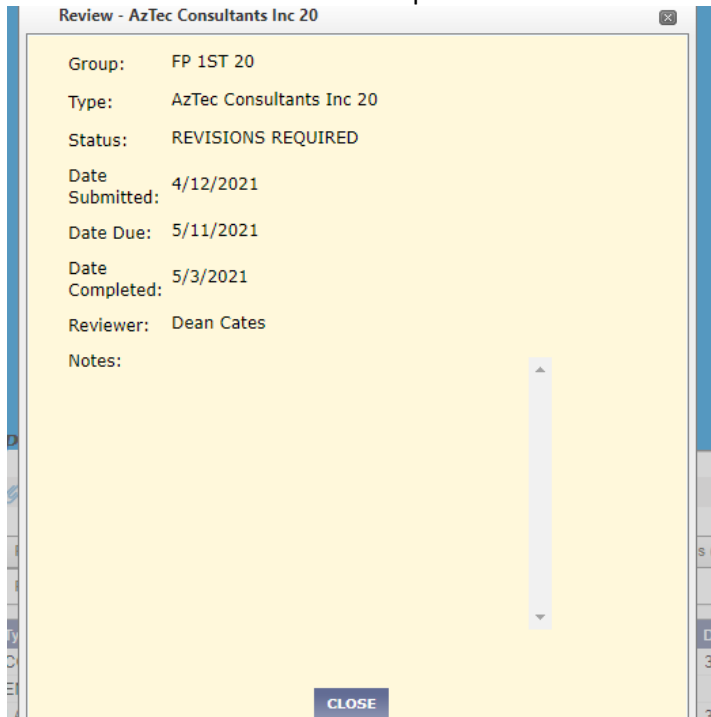 Review - AzTec Consultants Inc 20
Group: FP 1ST 20
Type: AzTec Consultants Inc 20
Status: REVISIONS REQUIRED
Date
Submitted: 4/12/2021
Date Due: 5/11/2021
Date
Completed: 5/3/2021
Reviewer: Dean Cates
Notes:
CLOSE